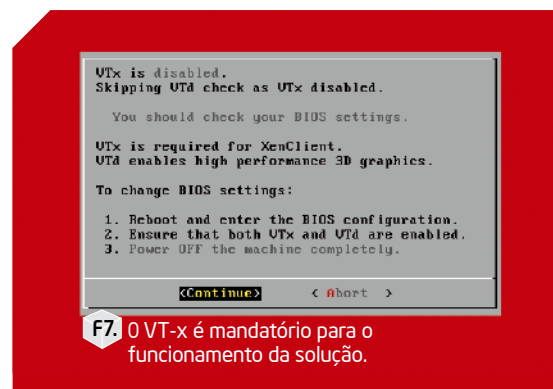 VTx is disabled.
Skipping VTd check as VTx disabled.
You should check your BIOS settings.
VTx is required for XenClient.
VTd enables high performance 3D graphics.
To change BIOS settings:
1. Reboot and enter the BIOS configuration.
2. Ensure that both VTx and VTd are enabled.
3. Power OFF the machine completely.
<Continue> < Abort >
F7. O VT-x é mandatório para o
funcionamento da solução.